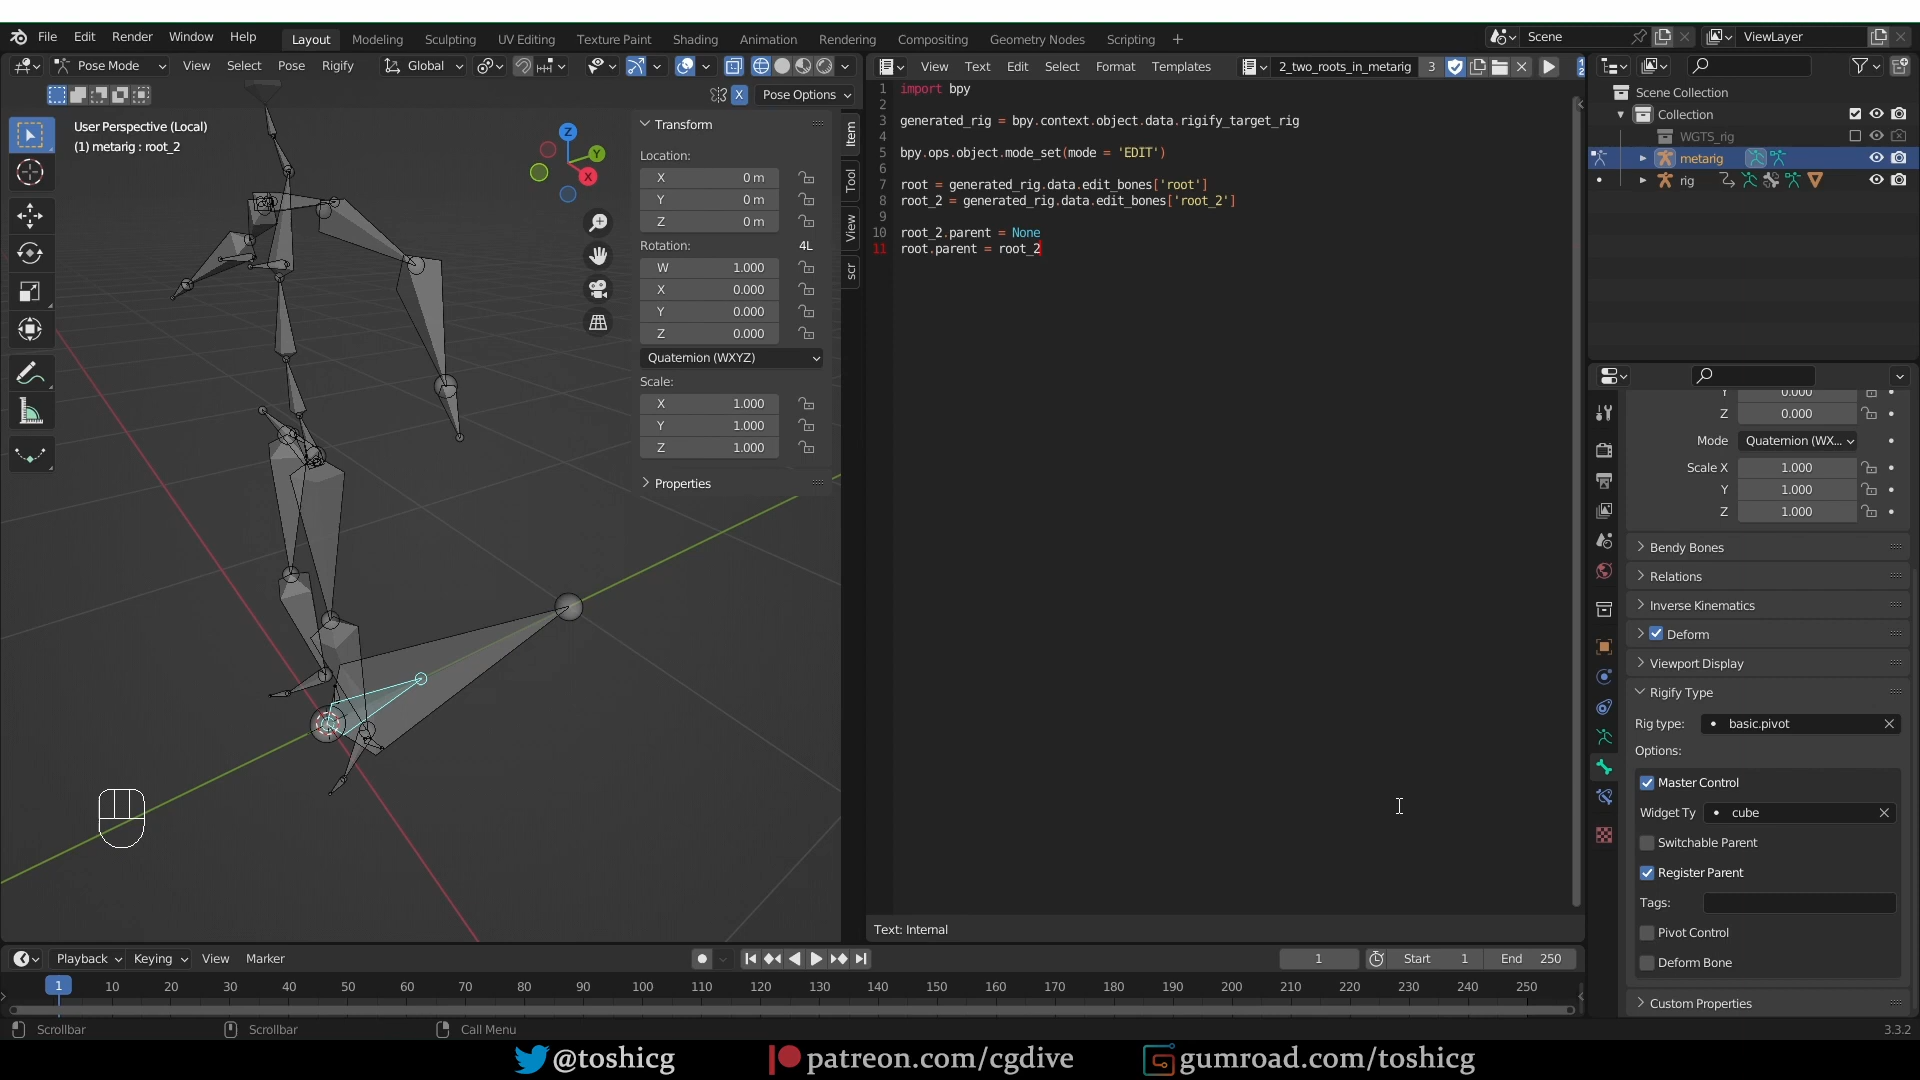 File Edit Render Window Help Layout Modeling Sculpting UV Editing Texture Paint Shading Animation Rendering Compositing Geometry Nodes Scripting + Scene ViewLayer
Pose Mode View Select Pose Rigify Global
X Pose Options
User Perspective (Local)
(1) metarig : root_2
Z
Y
X
Transform
Location:
X 0 m
Y 0 m
Z 0 m
Rotation: 4L
W 1.000
X 0.000
Y 0.000
Z 0.000
Quaternion (WXYZ)
Scale:
X 1.000
Y 1.000
Z 1.000
Properties
Item
Tool
View
scr
View Text Edit Select Format Templates 2_two_roots_in_metarig 3
1 import bpy
2
3 generated_rig = bpy.context.object.data.rigify_target_rig
4
5 bpy.ops.object.mode_set(mode = 'EDIT')
6
7 root = generated_rig.data.edit_bones['root']
8 root_2 = generated_rig.data.edit_bones['root_2']
9
10 root_2.parent = None
11 root.parent = root_2
Text: Internal
Scene Collection
Collection
WGTS_rig
metarig
rig
Y 0.000
Z 0.000
Mode Quaternion (WX...
Scale X 1.000
Y 1.000
Z 1.000
Bendy Bones
Relations
Inverse Kinematics
Deform
Viewport Display
Rigify Type
Rig type: basic.pivot
Options:
Master Control
Widget Ty cube
Switchable Parent
Register Parent
Tags:
Pivot Control
Deform Bone
Custom Properties
Playback Keying View Marker 1 Start 1 End 250
1 10 20 30 40 50 60 70 80 90 100 110 120 130 140 150 160 170 180 190 200 210 220 230 240 250
Scrollbar Scrollbar Call Menu 3.3.2
@toshicg patreon.com/cgdive gumroad.com/toshicg